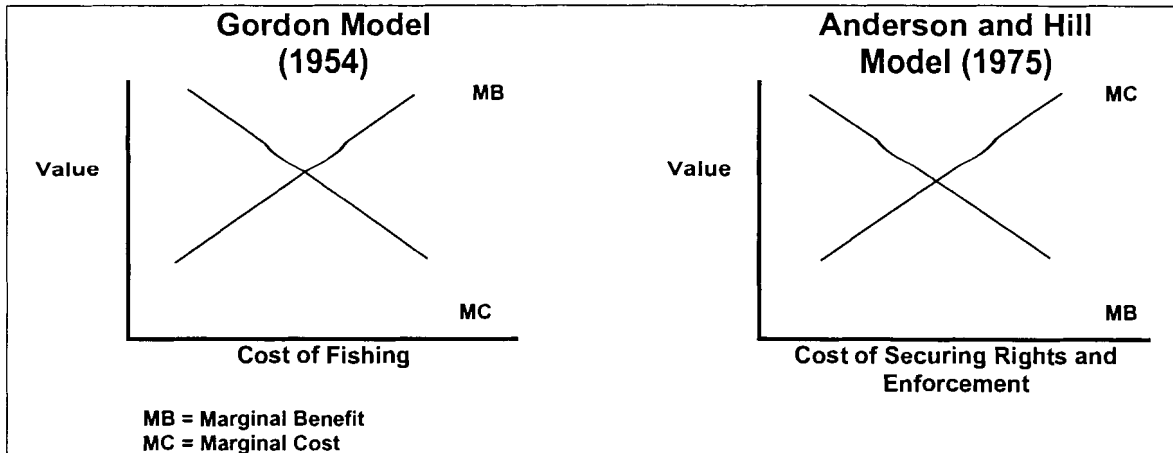 Gordon Model
(1954)
MB
Value
MC
Cost of Fishing
MB = Marginal Benefit
MC = Marginal Cost
Anderson and Hill
Model (1975)
MC
Value
MB
Cost of Securing Rights and
Enforcement